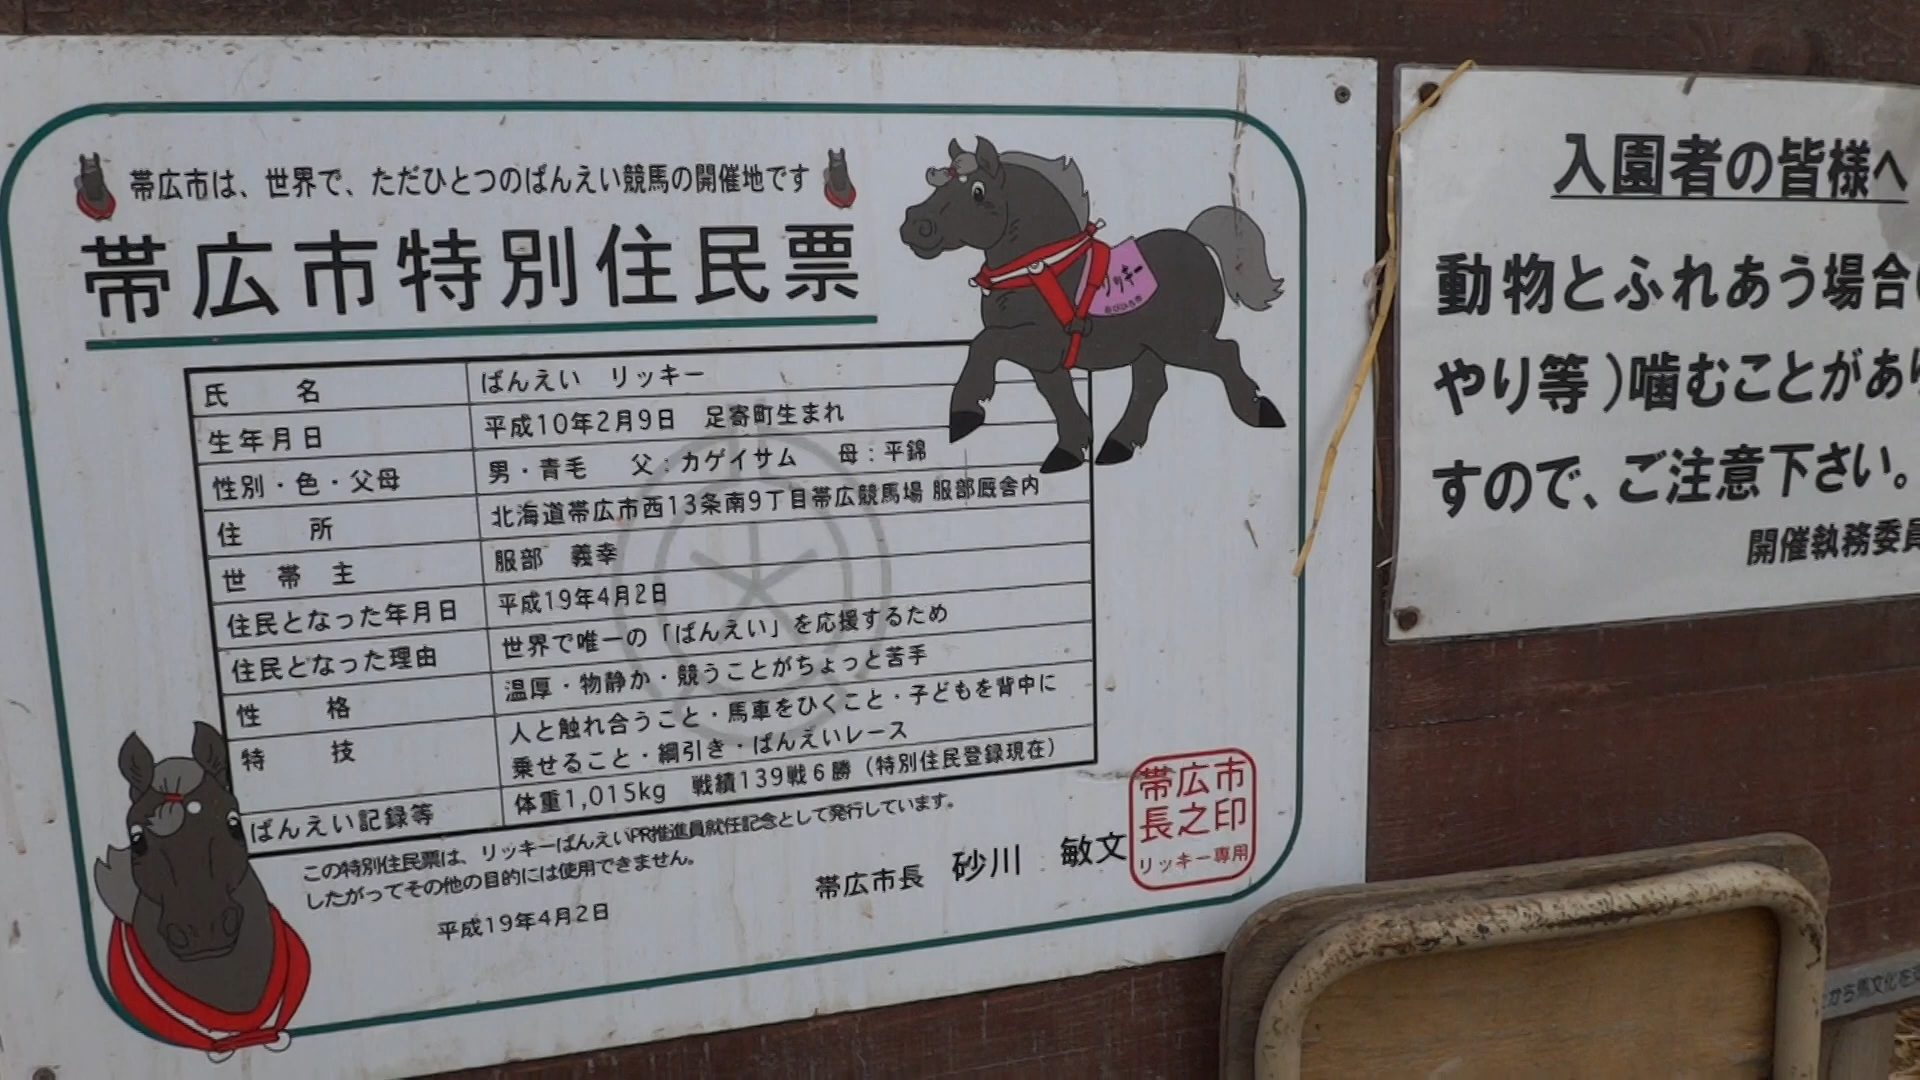 帯広市は、世界で、ただひとつのばんえい競馬の開催地です
帯広市特別住民票
リッキー
氏名 ばんえい リッキー
生年月日 平成10年2月9日 足寄町生まれ
性別・色・父母 男・青毛 父：カゲイサム 母：平錦
住所 北海道帯広市西13条南9丁目帯広競馬場 服部厩舎内
世帯主 服部 義幸
住民となった年月日 平成19年4月2日
住民となった理由 世界で唯一の「ばんえい」を応援するため
性格 温厚・物静か・競うことがちょっと苦手
特技 人と触れ合うこと・馬車をひくこと・子どもを背中に
乗せること・綱引き・ばんえいレース
ばんえい記録等 体重1,015kg 戦績139戦6勝（特別住民登録現在）
この特別住民票は、リッキーばんえいPR推進員就任記念として発行しています。
したがってその他の目的には使用できません。
平成19年4月2日
帯広市長 砂川 敏文
帯広市
長之印
リッキー専用
入園者の皆様へ
動物とふれあう場合
やり等）噛むことがあ
すので、ご注意下さい。
開催執務委員
から馬文化を